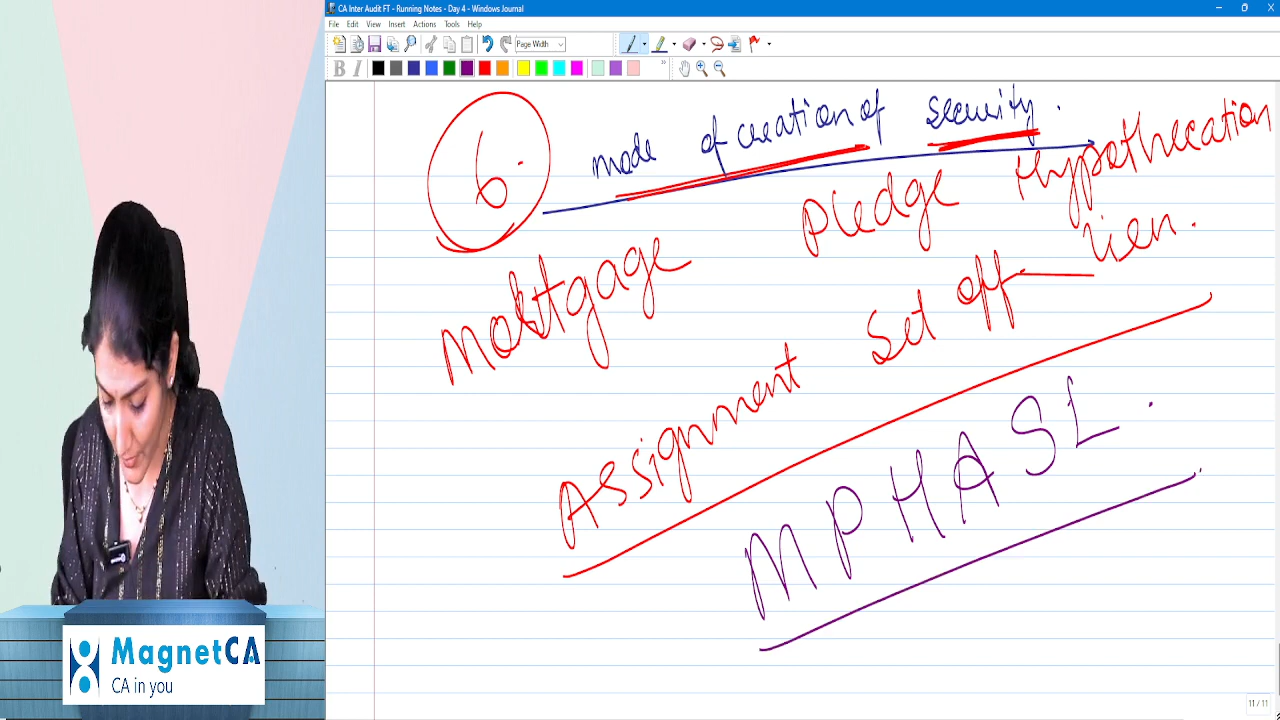 CA Inter Audit FT - Running Notes - Day 4 - Windows Journal
File Edit View Insert Actions Tools Help
Page Width
B I
6.
mode of creation of security.
Mortgage Pledge Hypothecation
Assignment Set off lien.
MPHASL.
MagnetCA
CA in you
11 / 11